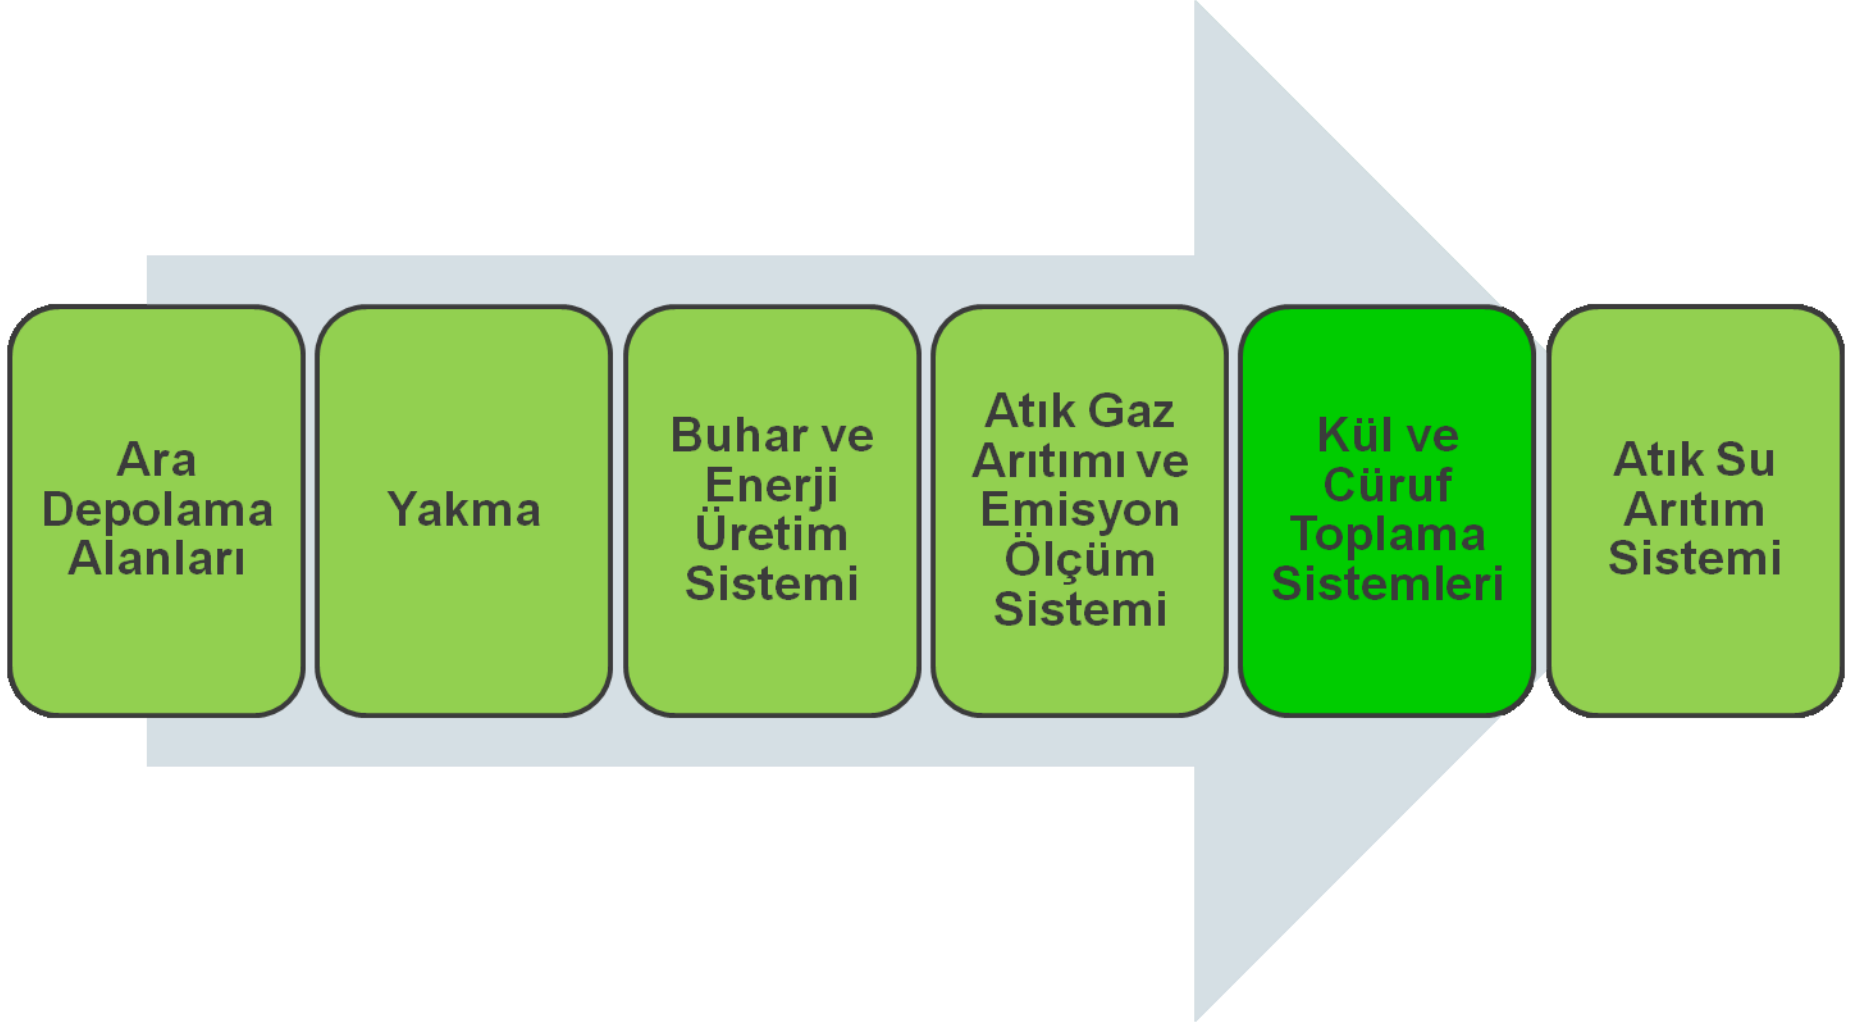 Ara
Depolama
Alanları
Yakma
Buhar ve
Enerji
Üretim
Sistemi
Atık Gaz
Arıtımı ve
Emisyon
Ölçüm
Sistemi
Kül ve
Cüruf
Toplama
Sistemleri
Atık Su
Arıtım
Sistemi